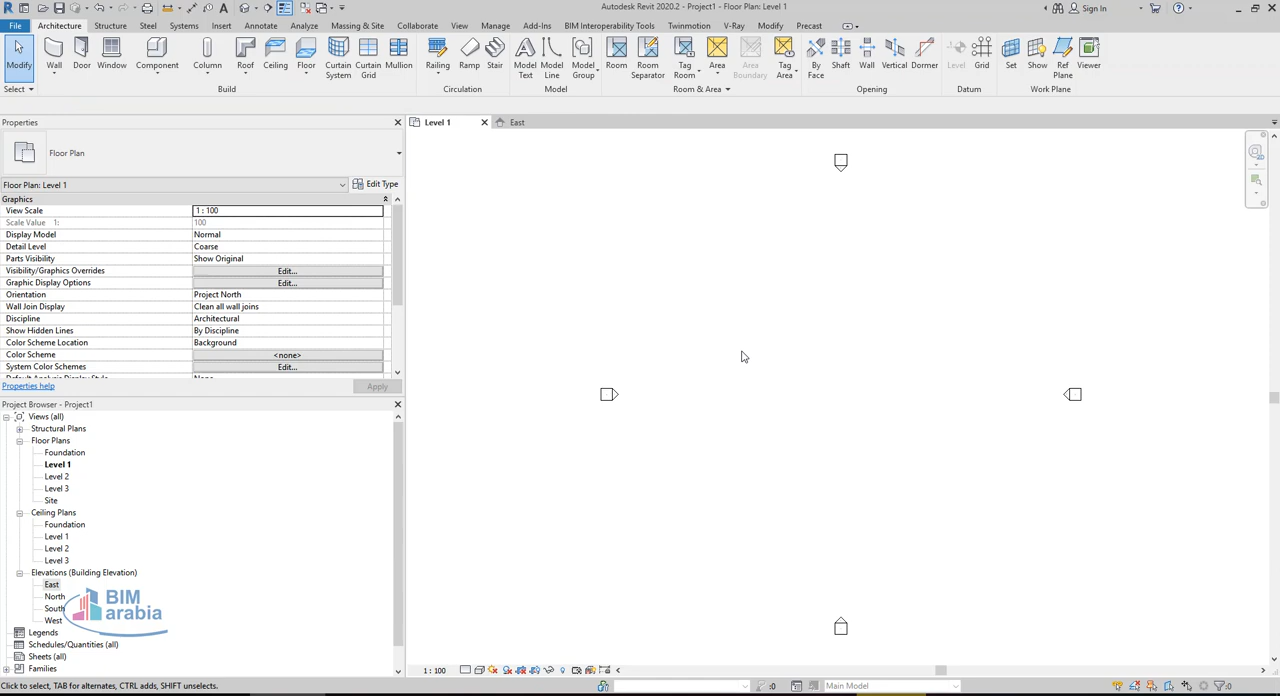 Autodesk Revit 2020.2 - Project1 - Floor Plan: Level 1
Sign In
File Architecture Structure Steel Systems Insert Annotate Analyze Massing & Site Collaborate View Manage Add-Ins BIM Interoperability Tools Twinmotion V-Ray Modify Precast
Modify Wall Door Window Component Column Roof Ceiling Floor Curtain System Curtain Grid Mullion Railing Ramp Stair Model Text Model Line Model Group Room Room Separator Tag Room Area Area Boundary Tag Area By Face Shaft Wall Vertical Dormer Level Grid Set Show Ref Plane Viewer
Select Build Circulation Model Room & Area Opening Datum Work Plane
Properties
Level 1 East
Floor Plan
Floor Plan: Level 1 Edit Type
Graphics
View Scale 1 : 100
Scale Value 1: 100
Display Model Normal
Detail Level Coarse
Parts Visibility Show Original
Visibility/Graphics Overrides Edit...
Graphic Display Options Edit...
Orientation Project North
Wall Join Display Clean all wall joins
Discipline Architectural
Show Hidden Lines By Discipline
Color Scheme Location Background
Color Scheme <none>
System Color Schemes Edit...
Properties help Apply
Project Browser - Project1
Views (all)
Structural Plans
Floor Plans
Foundation
Level 1
Level 2
Level 3
Site
Ceiling Plans
Foundation
Level 1
Level 2
Level 3
Elevations (Building Elevation)
East
North
South
West
BIM
arabia
Legends
Schedules/Quantities (all)
Sheets (all)
Families
1 : 100
Click to select, TAB for alternates, CTRL adds, SHIFT unselects.
:0
Main Model
:0